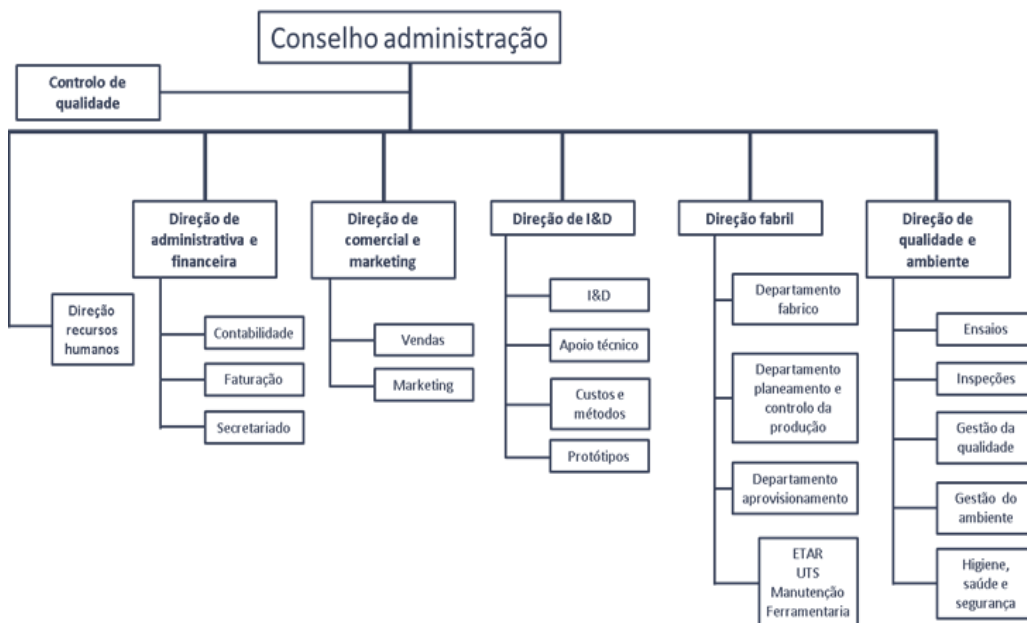 Conselho administração
Controlo de
qualidade
Direção
recursos
humanos
Direção de
administrativa e
financeira
Contabilidade
Faturação
Secretariado
Direção de
comercial e
marketing
Vendas
Marketing
Direção de I&D
I&D
Apoio técnico
Custos e
métodos
Protótipos
Direção fabril
Departamento
fabrico
Departamento
planeamento e
controlo da
produção
Departamento
aprovisionamento
ETAR
UTS
Manutenção
Ferramentaria
Direção de
qualidade e
ambiente
Ensaios
Inspeções
Gestão da
qualidade
Gestão do
ambiente
Higiene,
saúde e
segurança